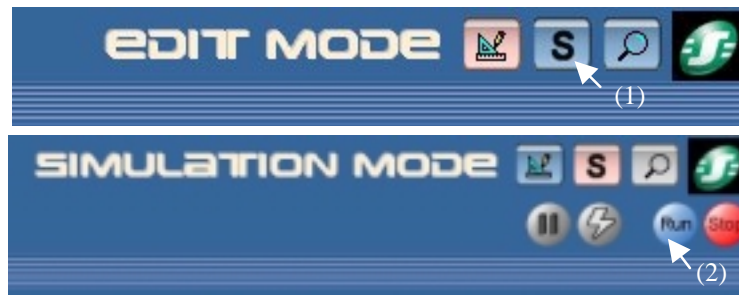 EDIT MODE S
(1)
SIMULATION MODE S
Run Stop
(2)